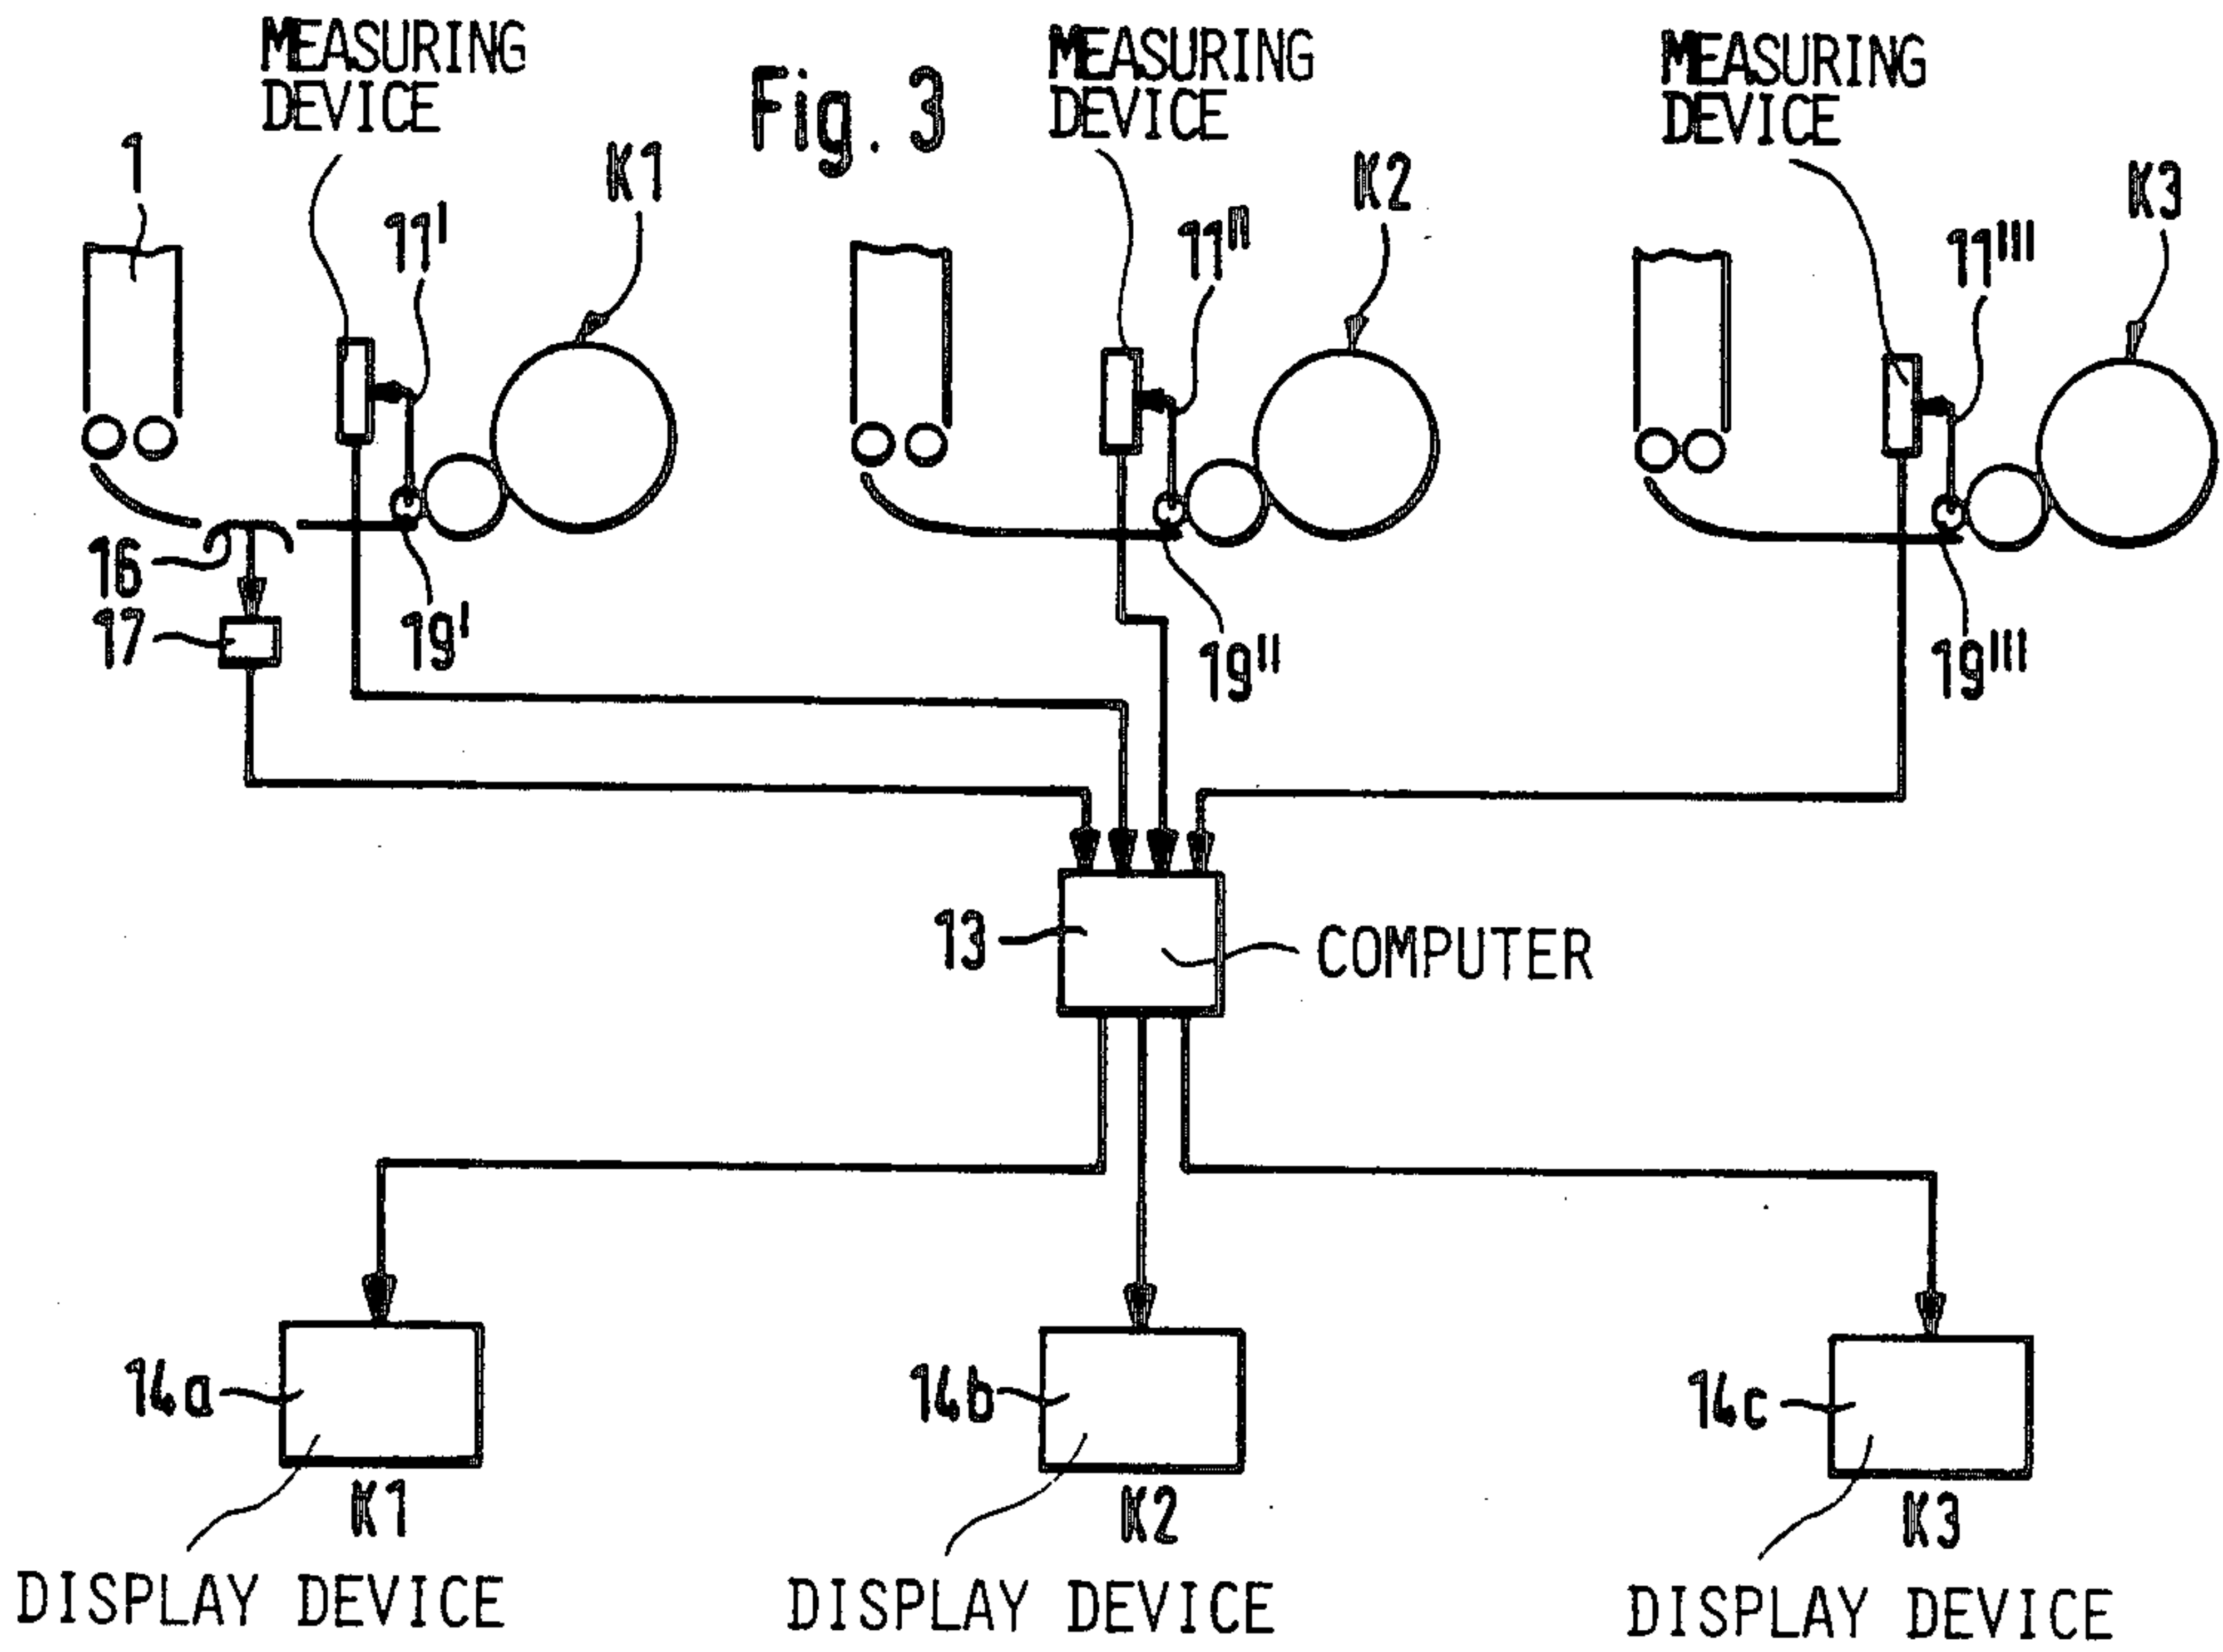 MEASURING
DEVICE
Fig. 3
MEASURING
DEVICE
MEASURING
DEVICE
1
11'
K1
11''
K2
11'''
K3
16
17
19'
19''
19'''
13
COMPUTER
14a
14b
14c
K1
K2
K3
DISPLAY DEVICE
DISPLAY DEVICE
DISPLAY DEVICE